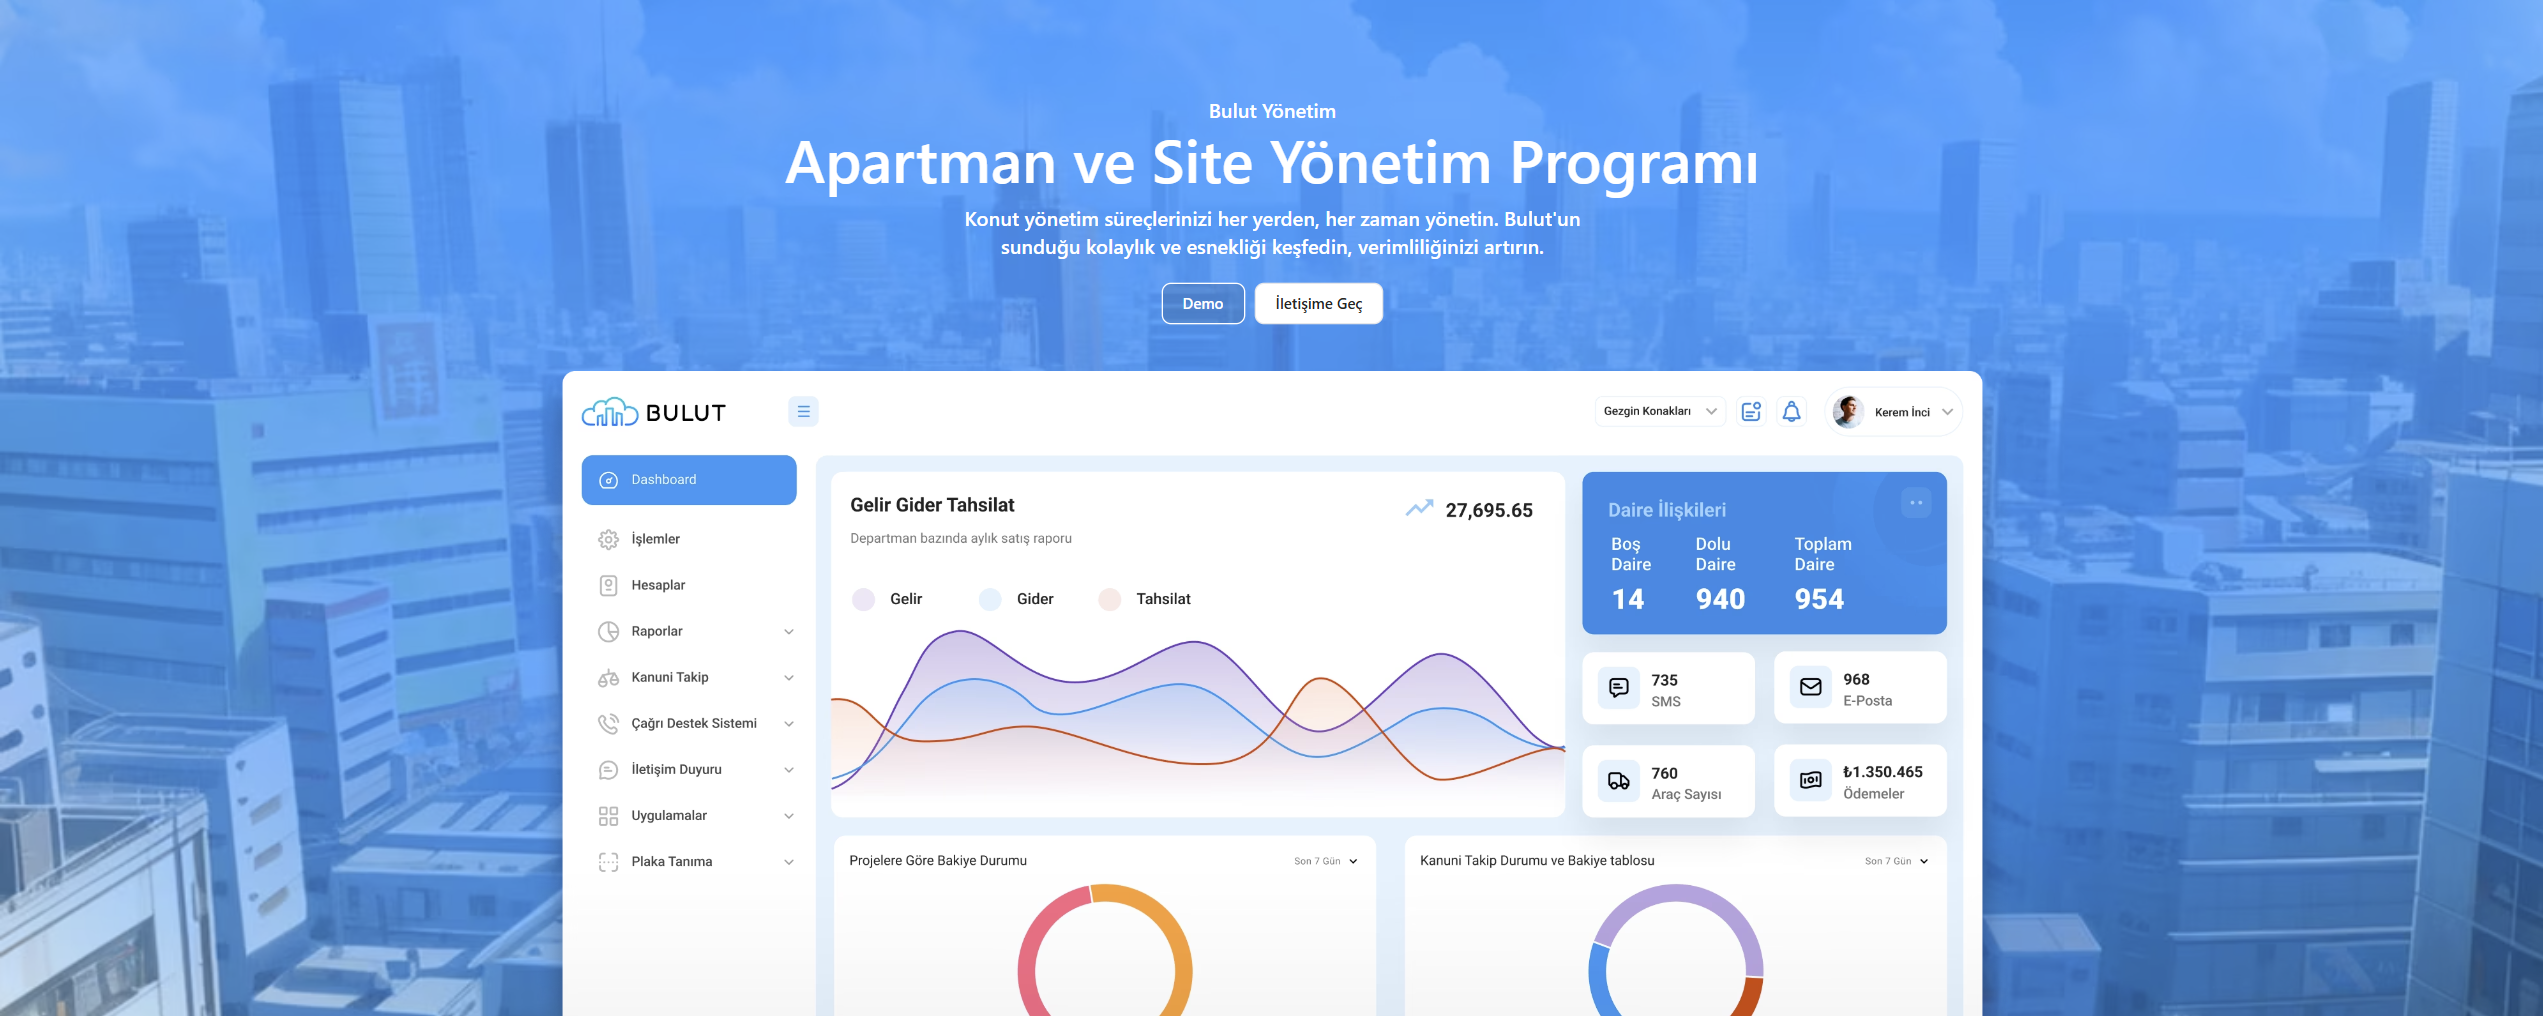 Bulut Yönetim
Apartman ve Site Yönetim Programı
Konut yönetim süreçlerinizi her yerden, her zaman yönetin. Bulut'un
sunduğu kolaylık ve esnekliği keşfedin, verimliliğinizi artırın.
Demo
İletişime Geç
BULUT
Gezgin Konakları
Kerem İnci
Dashboard
İşlemler
Hesaplar
Raporlar
Kanuni Takip
Çağrı Destek Sistemi
İletişim Duyuru
Uygulamalar
Plaka Tanıma
Gelir Gider Tahsilat
27,695.65
Departman bazında aylık satış raporu
Gelir
Gider
Tahsilat
Daire İlişkileri
Boş Daire
14
Dolu Daire
940
Toplam Daire
954
735
SMS
968
E-Posta
760
Araç Sayısı
₺1.350.465
Ödemeler
Projelere Göre Bakiye Durumu
Son 7 Gün
Kanuni Takip Durumu ve Bakiye tablosu
Son 7 Gün